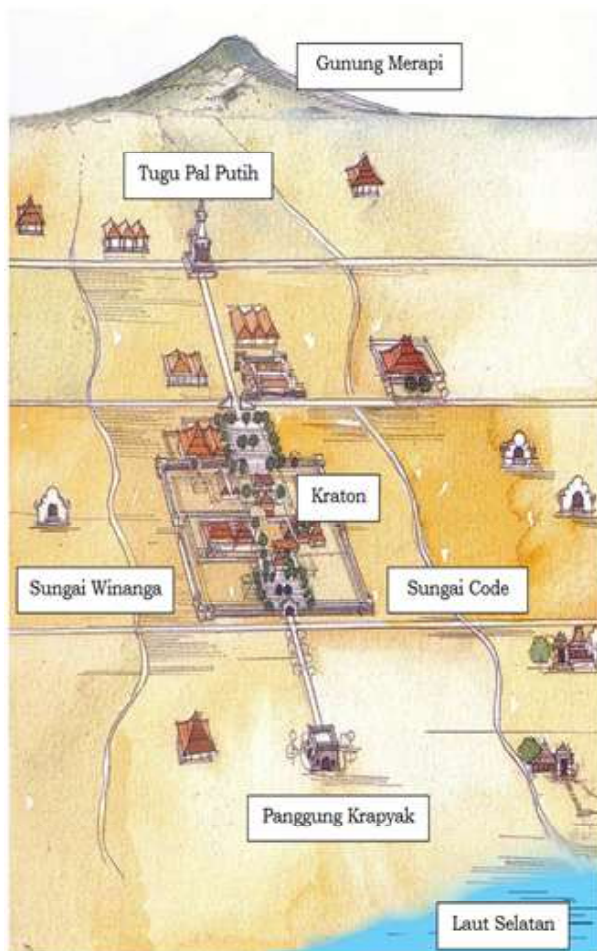 Gunung Merapi
Tugu Pal Putih
Kraton
Sungai Winanga
Sungai Code
Panggung Krapyak
Laut Selatan